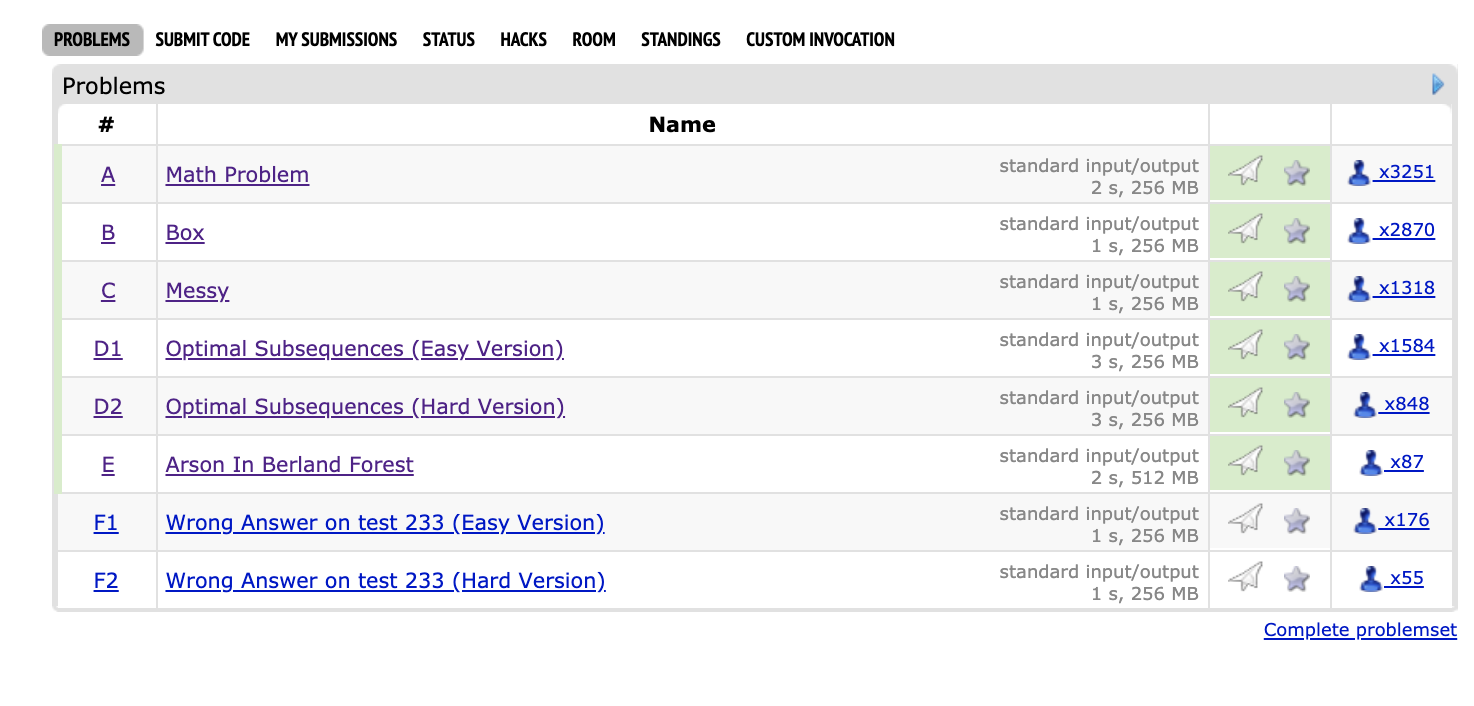 PROBLEMS SUBMIT CODE MY SUBMISSIONS STATUS HACKS ROOM STANDINGS CUSTOM INVOCATION
Problems
# Name
A Math Problem standard input/output x3251
2 s, 256 MB
B Box standard input/output x2870
1 s, 256 MB
C Messy standard input/output x1318
1 s, 256 MB
D1 Optimal Subsequences (Easy Version) standard input/output x1584
3 s, 256 MB
D2 Optimal Subsequences (Hard Version) standard input/output x848
3 s, 256 MB
E Arson In Berland Forest standard input/output x87
2 s, 512 MB
F1 Wrong Answer on test 233 (Easy Version) standard input/output x176
1 s, 256 MB
F2 Wrong Answer on test 233 (Hard Version) standard input/output x55
1 s, 256 MB
Complete problemset